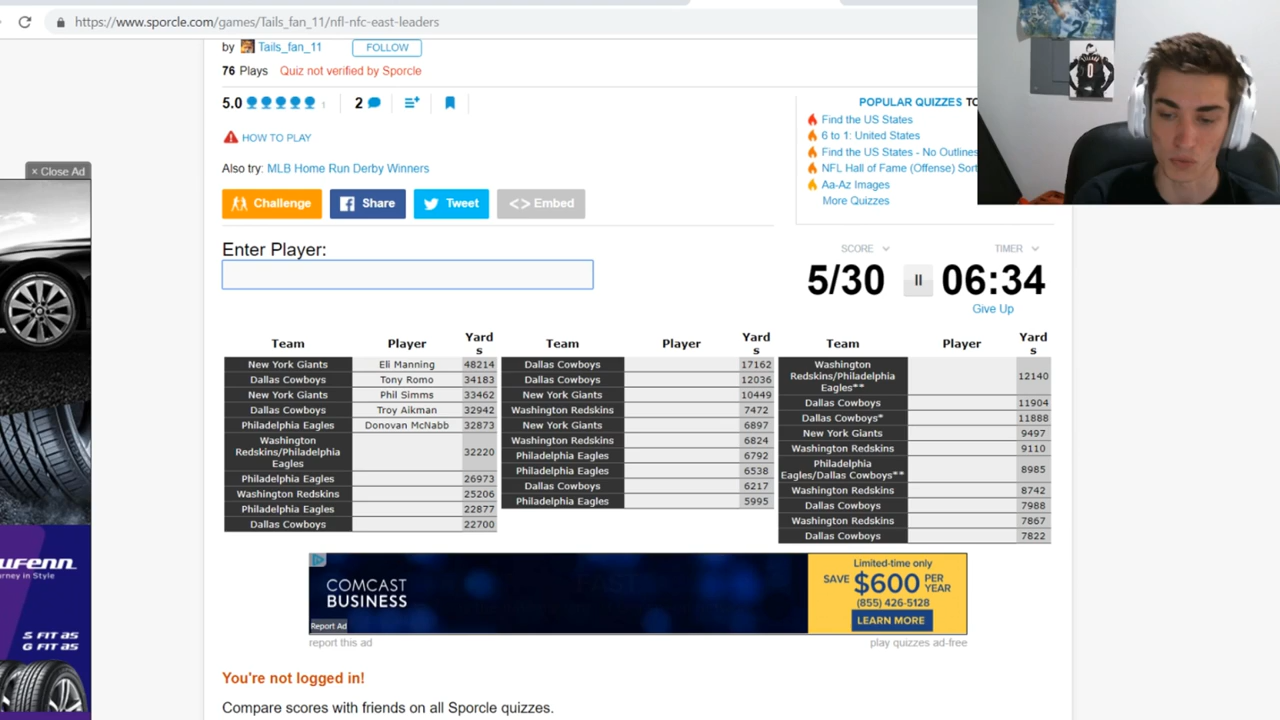 https://www.sporcle.com/games/Tails_fan_11/nfl-nfc-east-leaders
by Tails_fan_11 FOLLOW
76 Plays Quiz not verified by Sporcle
5.0 1 2
HOW TO PLAY
Also try: MLB Home Run Derby Winners
Challenge Share Tweet <> Embed
POPULAR QUIZZES TO
Find the US States
6 to 1: United States
Find the US States - No Outlines
NFL Hall of Fame (Offense) Sort
Aa-Az Images
More Quizzes
× Close Ad
Enter Player:
SCORE TIMER
5/30 06:34
Give Up
Team Player Yards
New York Giants Eli Manning 48214
Dallas Cowboys Tony Romo 34183
New York Giants Phil Simms 33462
Dallas Cowboys Troy Aikman 32942
Philadelphia Eagles Donovan McNabb 32873
Washington Redskins/Philadelphia Eagles 32220
Philadelphia Eagles 26973
Washington Redskins 25206
Philadelphia Eagles 22877
Dallas Cowboys 22700
Team Player Yards
Dallas Cowboys 17162
Dallas Cowboys 12036
New York Giants 10449
Washington Redskins 7472
New York Giants 6897
Washington Redskins 6824
Philadelphia Eagles 6792
Philadelphia Eagles 6538
Dallas Cowboys 6217
Philadelphia Eagles 5995
Team Player Yards
Washington Redskins/Philadelphia Eagles** 12140
Dallas Cowboys 11904
Dallas Cowboys* 11888
New York Giants 9497
Washington Redskins 9110
Philadelphia Eagles/Dallas Cowboys** 8985
Washington Redskins 8742
Dallas Cowboys 7988
Washington Redskins 7867
Dallas Cowboys 7822
COMCAST
BUSINESS
Report Ad
Limited-time only
SAVE $600 PER YEAR
(855) 426-5128
LEARN MORE
report this ad play quizzes ad-free
You're not logged in!
Compare scores with friends on all Sporcle quizzes.
UFENN
rney in Style
S FIT AS
G FIT AS
0